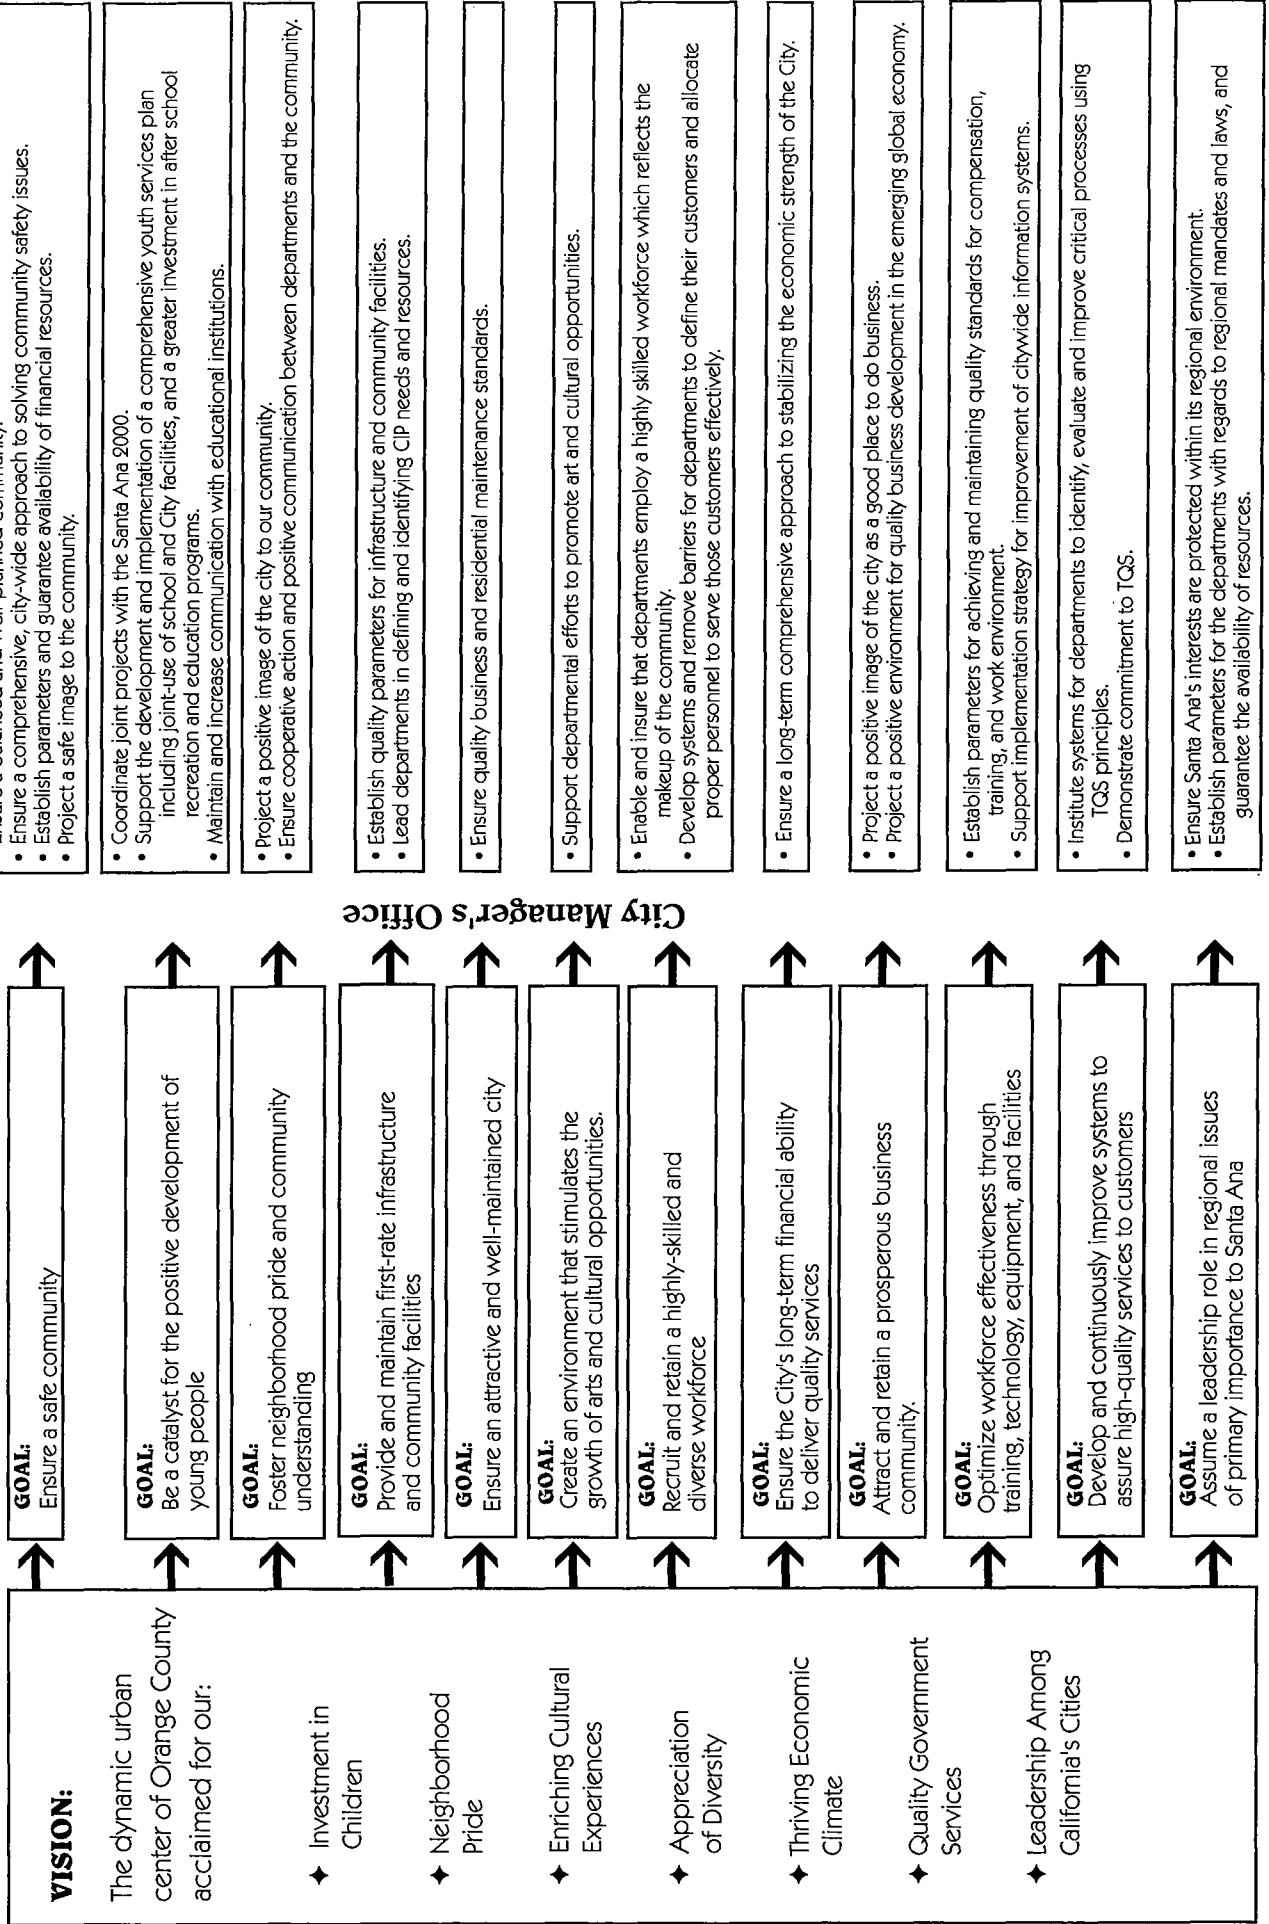 VISION:
The dynamic urban
center of Orange County
acclaimed for our:
✦ Investment in
Children
✦ Neighborhood
Pride
✦ Enriching Cultural
Experiences
✦ Appreciation
of Diversity
✦ Thriving Economic
Climate
✦ Quality Government
Services
✦ Leadership Among
California's Cities
GOAL:
Ensure a safe community
GOAL:
Be a catalyst for the positive development of
young people
GOAL:
Foster neighborhood pride and community
understanding
GOAL:
Provide and maintain first-rate infrastructure
and community facilities
GOAL:
Ensure an attractive and well-maintained city
GOAL:
Create an environment that stimulates the
growth of arts and cultural opportunities.
GOAL:
Recruit and retain a highly-skilled and
diverse workforce
GOAL:
Ensure the City's long-term financial ability
to deliver quality services
GOAL:
Attract and retain a prosperous business
community.
GOAL:
Optimize workforce effectiveness through
training, technology, equipment, and facilities
GOAL:
Develop and continuously improve systems to
assure high-quality services to customers
GOAL:
Assume a leadership role in regional issues
of primary importance to Santa Ana
City Manager's Office
• Ensure a comprehensive, city-wide approach to solving community safety issues.
• Establish parameters and guarantee availability of financial resources.
• Project a safe image to the community.
• Coordinate joint projects with the Santa Ana 2000.
• Support the development and implementation of a comprehensive youth services plan
including joint-use of school and City facilities, and a greater investment in after school
recreation and education programs.
• Maintain and increase communication with educational institutions.
• Project a positive image of the city to our community.
• Ensure cooperative action and positive communication between departments and the community.
• Establish quality parameters for infrastructure and community facilities.
• Lead departments in defining and identifying CIP needs and resources.
• Ensure quality business and residential maintenance standards.
• Support departmental efforts to promote art and cultural opportunities.
• Enable and insure that departments employ a highly skilled workforce which reflects the
makeup of the community.
• Develop systems and remove barriers for departments to define their customers and allocate
proper personnel to serve those customers effectively.
• Ensure a long-term comprehensive approach to stabilizing the economic strength of the City.
• Project a positive image of the city as a good place to do business.
• Project a positive environment for quality business development in the emerging global economy.
• Establish parameters for achieving and maintaining quality standards for compensation,
training, and work environment.
• Support implementation strategy for improvement of citywide information systems.
• Institute systems for departments to identify, evaluate and improve critical processes using
TQS principles.
• Demonstrate commitment to TQS.
• Ensure Santa Ana's interests are protected within its regional environment.
• Establish parameters for the departments with regards to regional mandates and laws, and
guarantee the availability of resources.